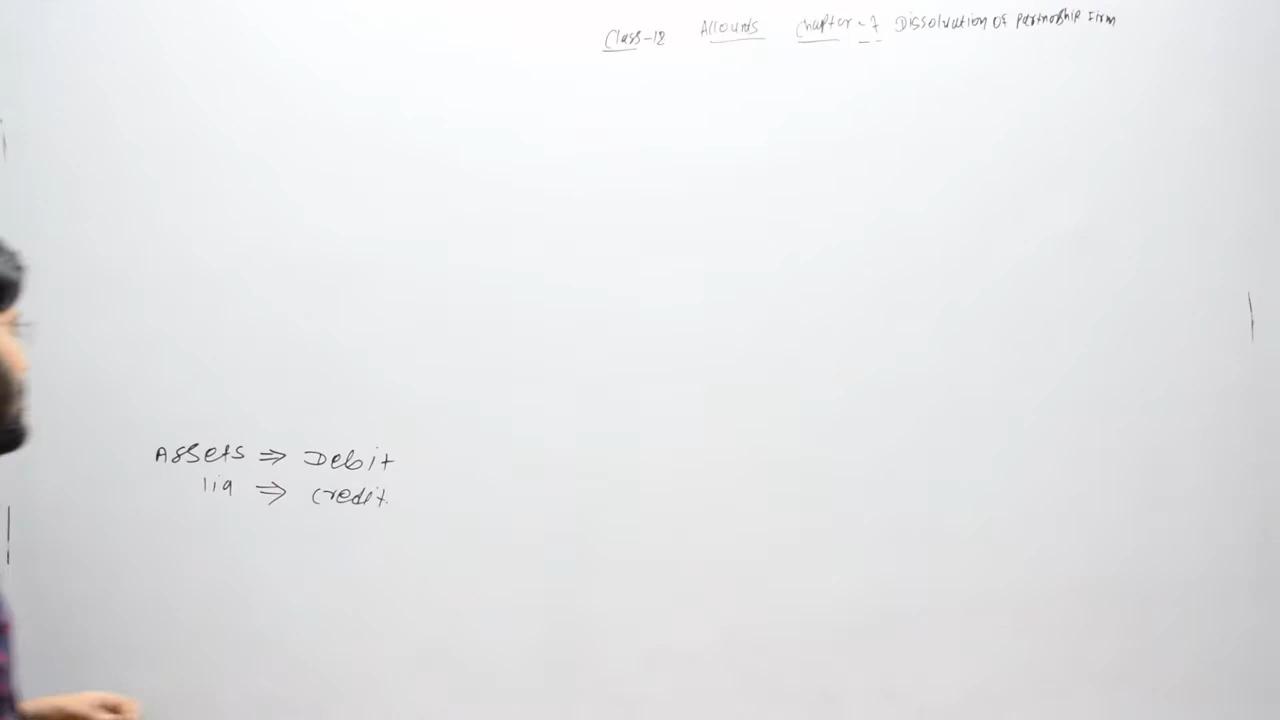 Class-12 Accounts Chapter-7 Dissolution Of Partnership Firm
Assets ⇒ Debit
lia ⇒ Credit